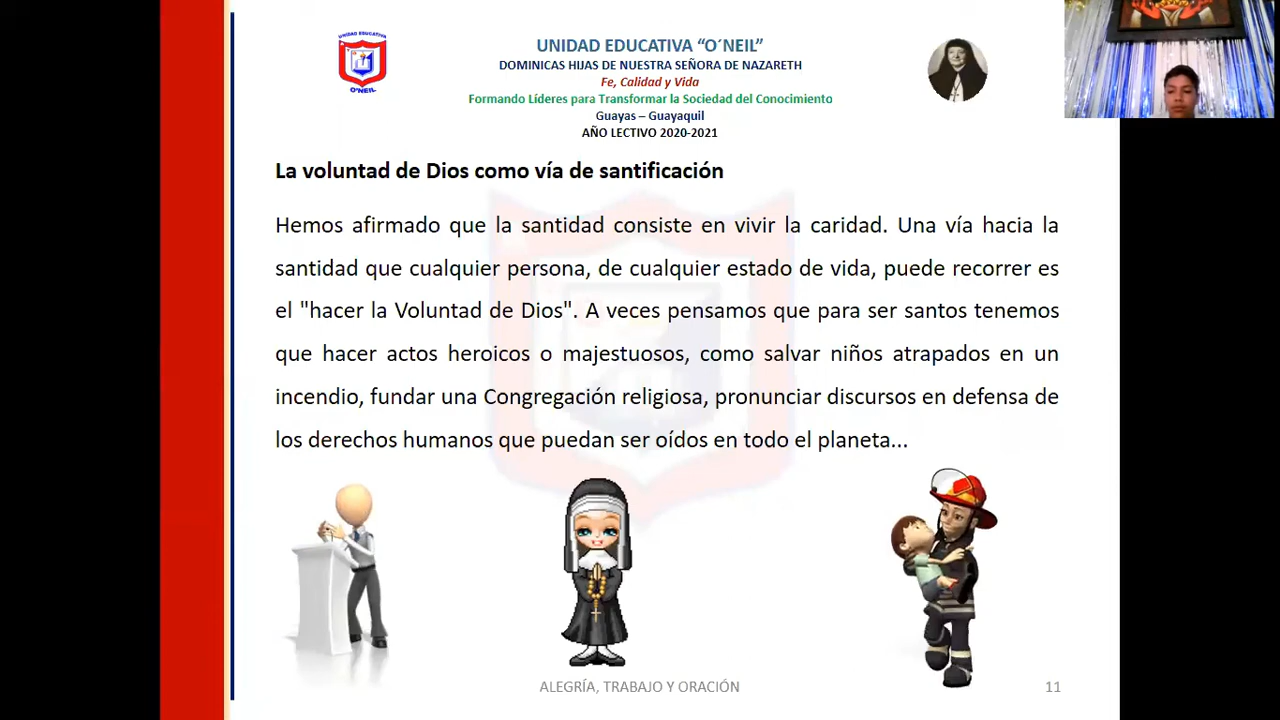 UNIDAD EDUCATIVA
O'NEIL
UNIDAD EDUCATIVA “O´NEIL”
DOMINICAS HIJAS DE NUESTRA SEÑORA DE NAZARETH
Fe, Calidad y Vida
Formando Líderes para Transformar la Sociedad del Conocimiento
Guayas – Guayaquil
AÑO LECTIVO 2020-2021
La voluntad de Dios como vía de santificación
Hemos afirmado que la santidad consiste en vivir la caridad. Una vía hacia la
santidad que cualquier persona, de cualquier estado de vida, puede recorrer es
el "hacer la Voluntad de Dios". A veces pensamos que para ser santos tenemos
que hacer actos heroicos o majestuosos, como salvar niños atrapados en un
incendio, fundar una Congregación religiosa, pronunciar discursos en defensa de
los derechos humanos que puedan ser oídos en todo el planeta...
ALEGRÍA, TRABAJO Y ORACIÓN
11